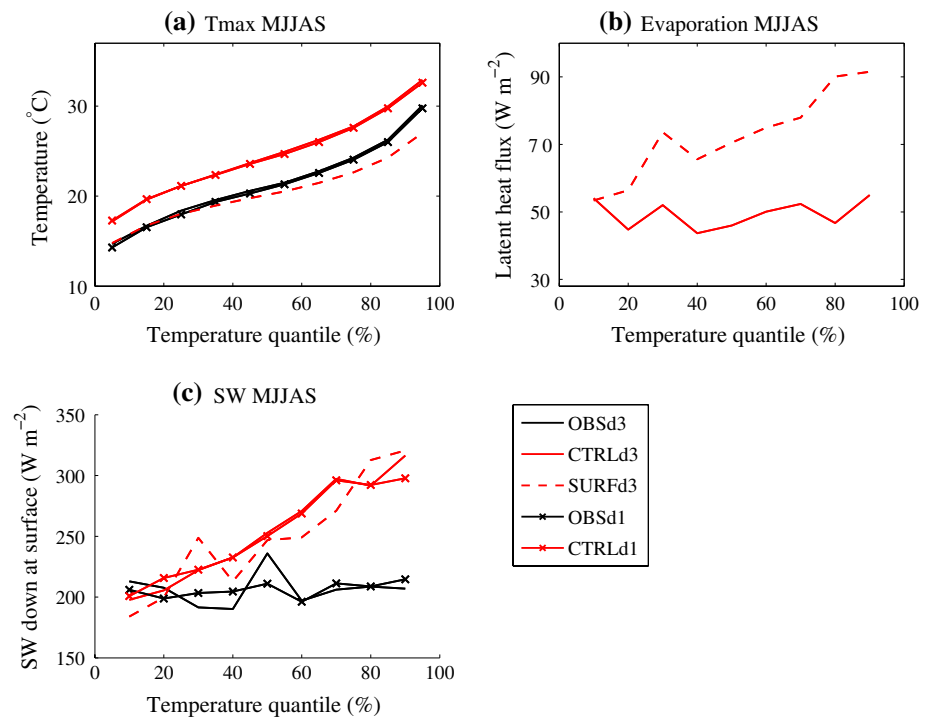 (a) Tmax MJJAS
Temperature (°C)
30
20
10
0 20 40 60 80 100
Temperature quantile (%)
(b) Evaporation MJJAS
Latent heat flux (W m−2)
90
70
50
30
0 20 40 60 80 100
Temperature quantile (%)
(c) SW MJJAS
SW down at surface (W m−2)
350
300
250
200
150
0 20 40 60 80 100
Temperature quantile (%)
OBSd3
CTRLd3
SURFd3
OBSd1
CTRLd1